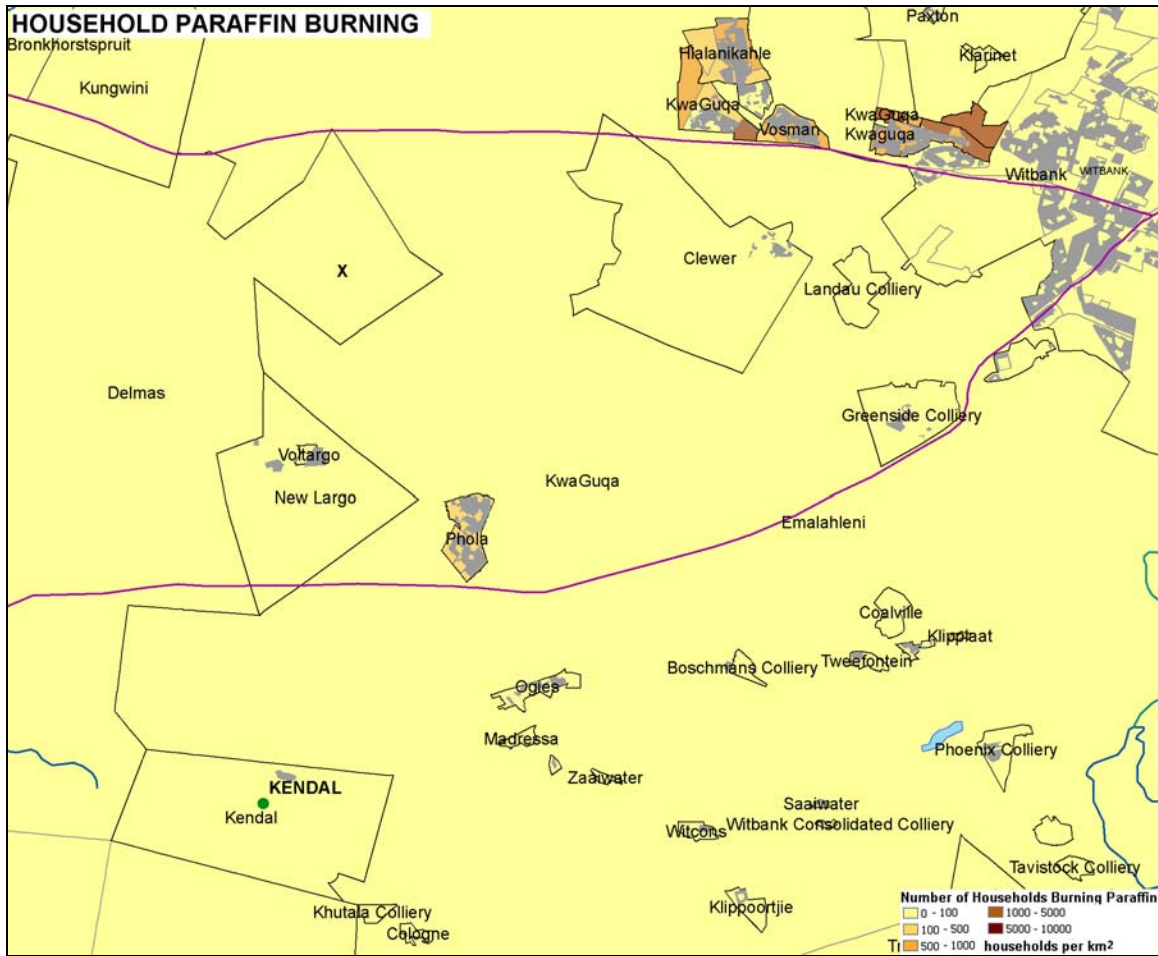 HOUSEHOLD PARAFFIN BURNING
Paxton
Bronkhorstspruit
Hlalanikahle
Klarinet
Kungwini
KwaGuqa
KwaGuqa
Vosman
Kwaguqa
Witbank
WITBANK
Clewer
X
Landau Colliery
Delmas
Greenside Colliery
Voltargo
KwaGuqa
New Largo
Emalahleni
Phola
Coalville
Klipplaat
Boschmans Colliery
Tweefontein
Ogies
Madressa
Phoenix Colliery
Zaaiwater
KENDAL
Saaiwater
Kendal
Witcons
Witbank Consolidated Colliery
Tavistock Colliery
Khutala Colliery
Klippoortjie
Cologne
Number of Households Burning Paraffin
0 - 100
1000 - 5000
100 - 500
5000 - 10000
500 - 1000
households per km²